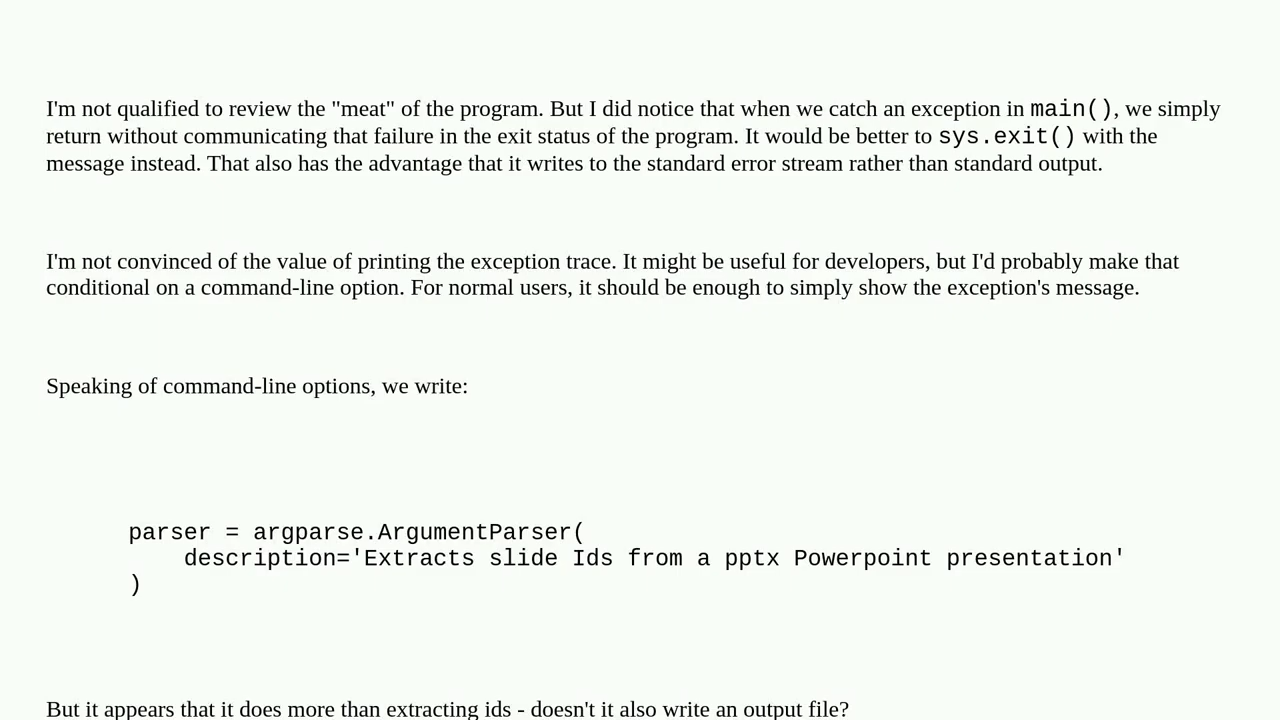 I'm not qualified to review the "meat" of the program. But I did notice that when we catch an exception in main(), we simply
return without communicating that failure in the exit status of the program. It would be better to sys.exit() with the
message instead. That also has the advantage that it writes to the standard error stream rather than standard output.
I'm not convinced of the value of printing the exception trace. It might be useful for developers, but I'd probably make that
conditional on a command-line option. For normal users, it should be enough to simply show the exception's message.
Speaking of command-line options, we write:
parser = argparse.ArgumentParser(
    description='Extracts slide Ids from a pptx Powerpoint presentation'
)
But it appears that it does more than extracting ids - doesn't it also write an output file?